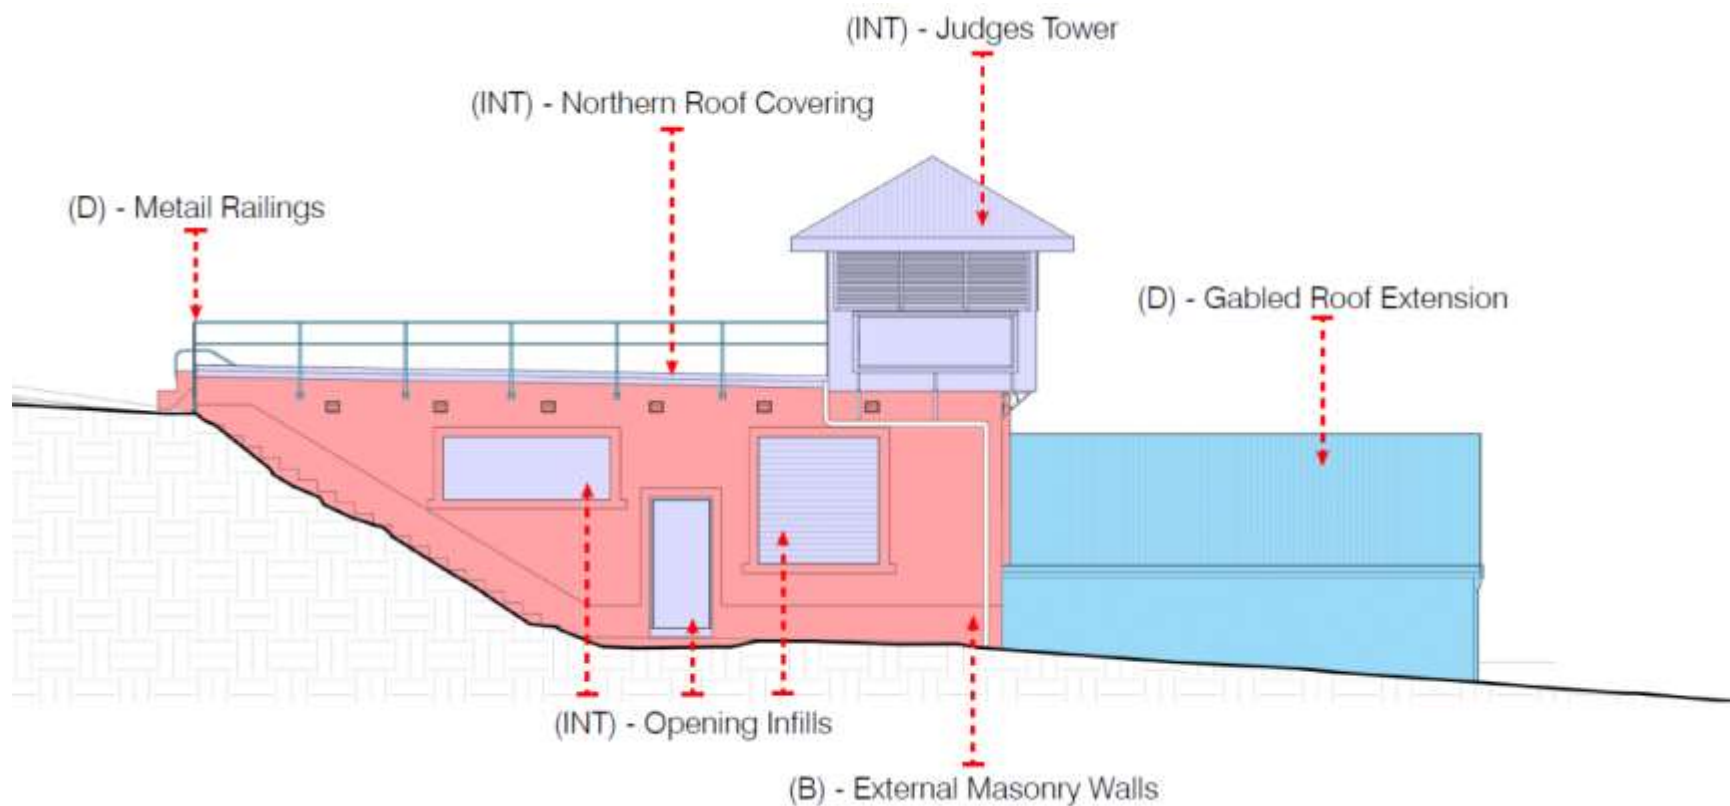 (INT) - Judges Tower
(INT) - Northern Roof Covering
(D) - Metail Railings
(D) - Gabled Roof Extension
(INT) - Opening Infills
(B) - External Masonry Walls